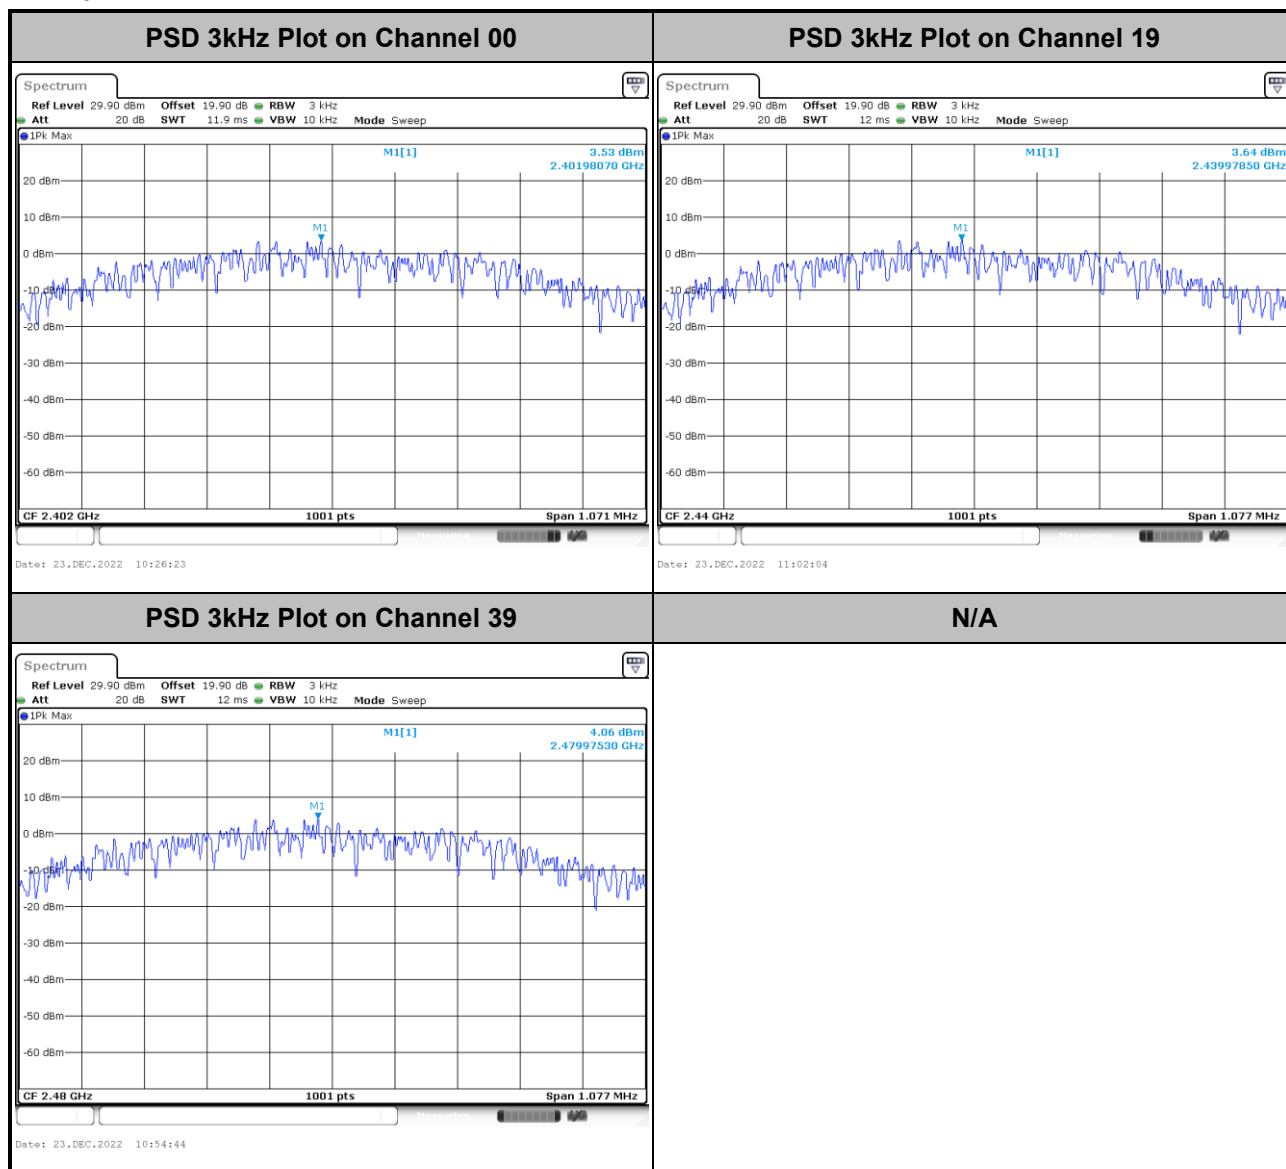 PSD 3kHz Plot on Channel 00
Spectrum
Ref Level 29.90 dBm Offset 19.90 dB RBW 3 kHz
Att 20 dB SWT 11.9 ms VBW 10 kHz Mode Sweep
1Pk Max
M1[1] 3.53 dBm
2.40198070 GHz
20 dBm
10 dBm
M1
0 dBm
-10 dBm
-20 dBm
-30 dBm
-40 dBm
-50 dBm
-60 dBm
CF 2.402 GHz 1001 pts Span 1.071 MHz
Measuring...
Date: 23.DEC.2022 10:26:23
PSD 3kHz Plot on Channel 19
Spectrum
Ref Level 29.90 dBm Offset 19.90 dB RBW 3 kHz
Att 20 dB SWT 12 ms VBW 10 kHz Mode Sweep
1Pk Max
M1[1] 3.64 dBm
2.43997850 GHz
20 dBm
10 dBm
M1
0 dBm
-10 dBm
-20 dBm
-30 dBm
-40 dBm
-50 dBm
-60 dBm
CF 2.44 GHz 1001 pts Span 1.077 MHz
Measuring...
Date: 23.DEC.2022 11:02:04
PSD 3kHz Plot on Channel 39
Spectrum
Ref Level 29.90 dBm Offset 19.90 dB RBW 3 kHz
Att 20 dB SWT 12 ms VBW 10 kHz Mode Sweep
1Pk Max
M1[1] 4.06 dBm
2.47997530 GHz
20 dBm
10 dBm
M1
0 dBm
-10 dBm
-20 dBm
-30 dBm
-40 dBm
-50 dBm
-60 dBm
CF 2.48 GHz 1001 pts Span 1.077 MHz
Measuring...
Date: 23.DEC.2022 10:54:44
N/A